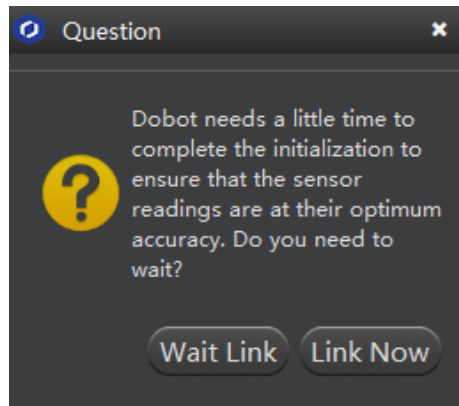 Question
Dobot needs a little time to
complete the initialization to
ensure that the sensor
readings are at their optimum
accuracy. Do you need to
wait?
Wait Link Link Now